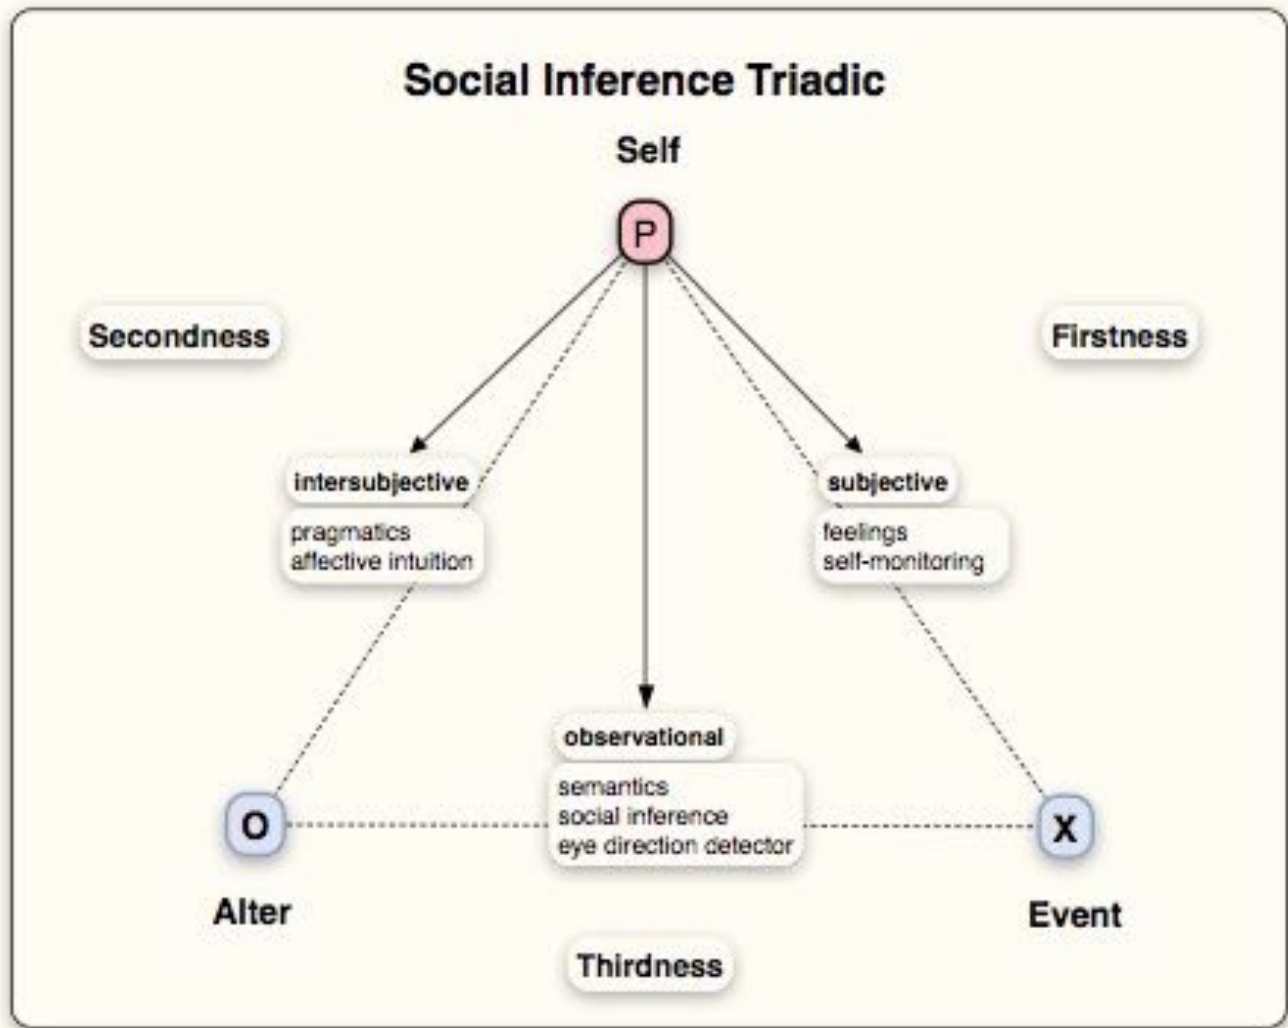 Social Inference Triadic
Self
P
Secondness
Firstness
intersubjective
pragmatics
affective intuition
subjective
feelings
self-monitoring
observational
semantics
social inference
eye direction detector
O
X
Alter
Event
Thirdness